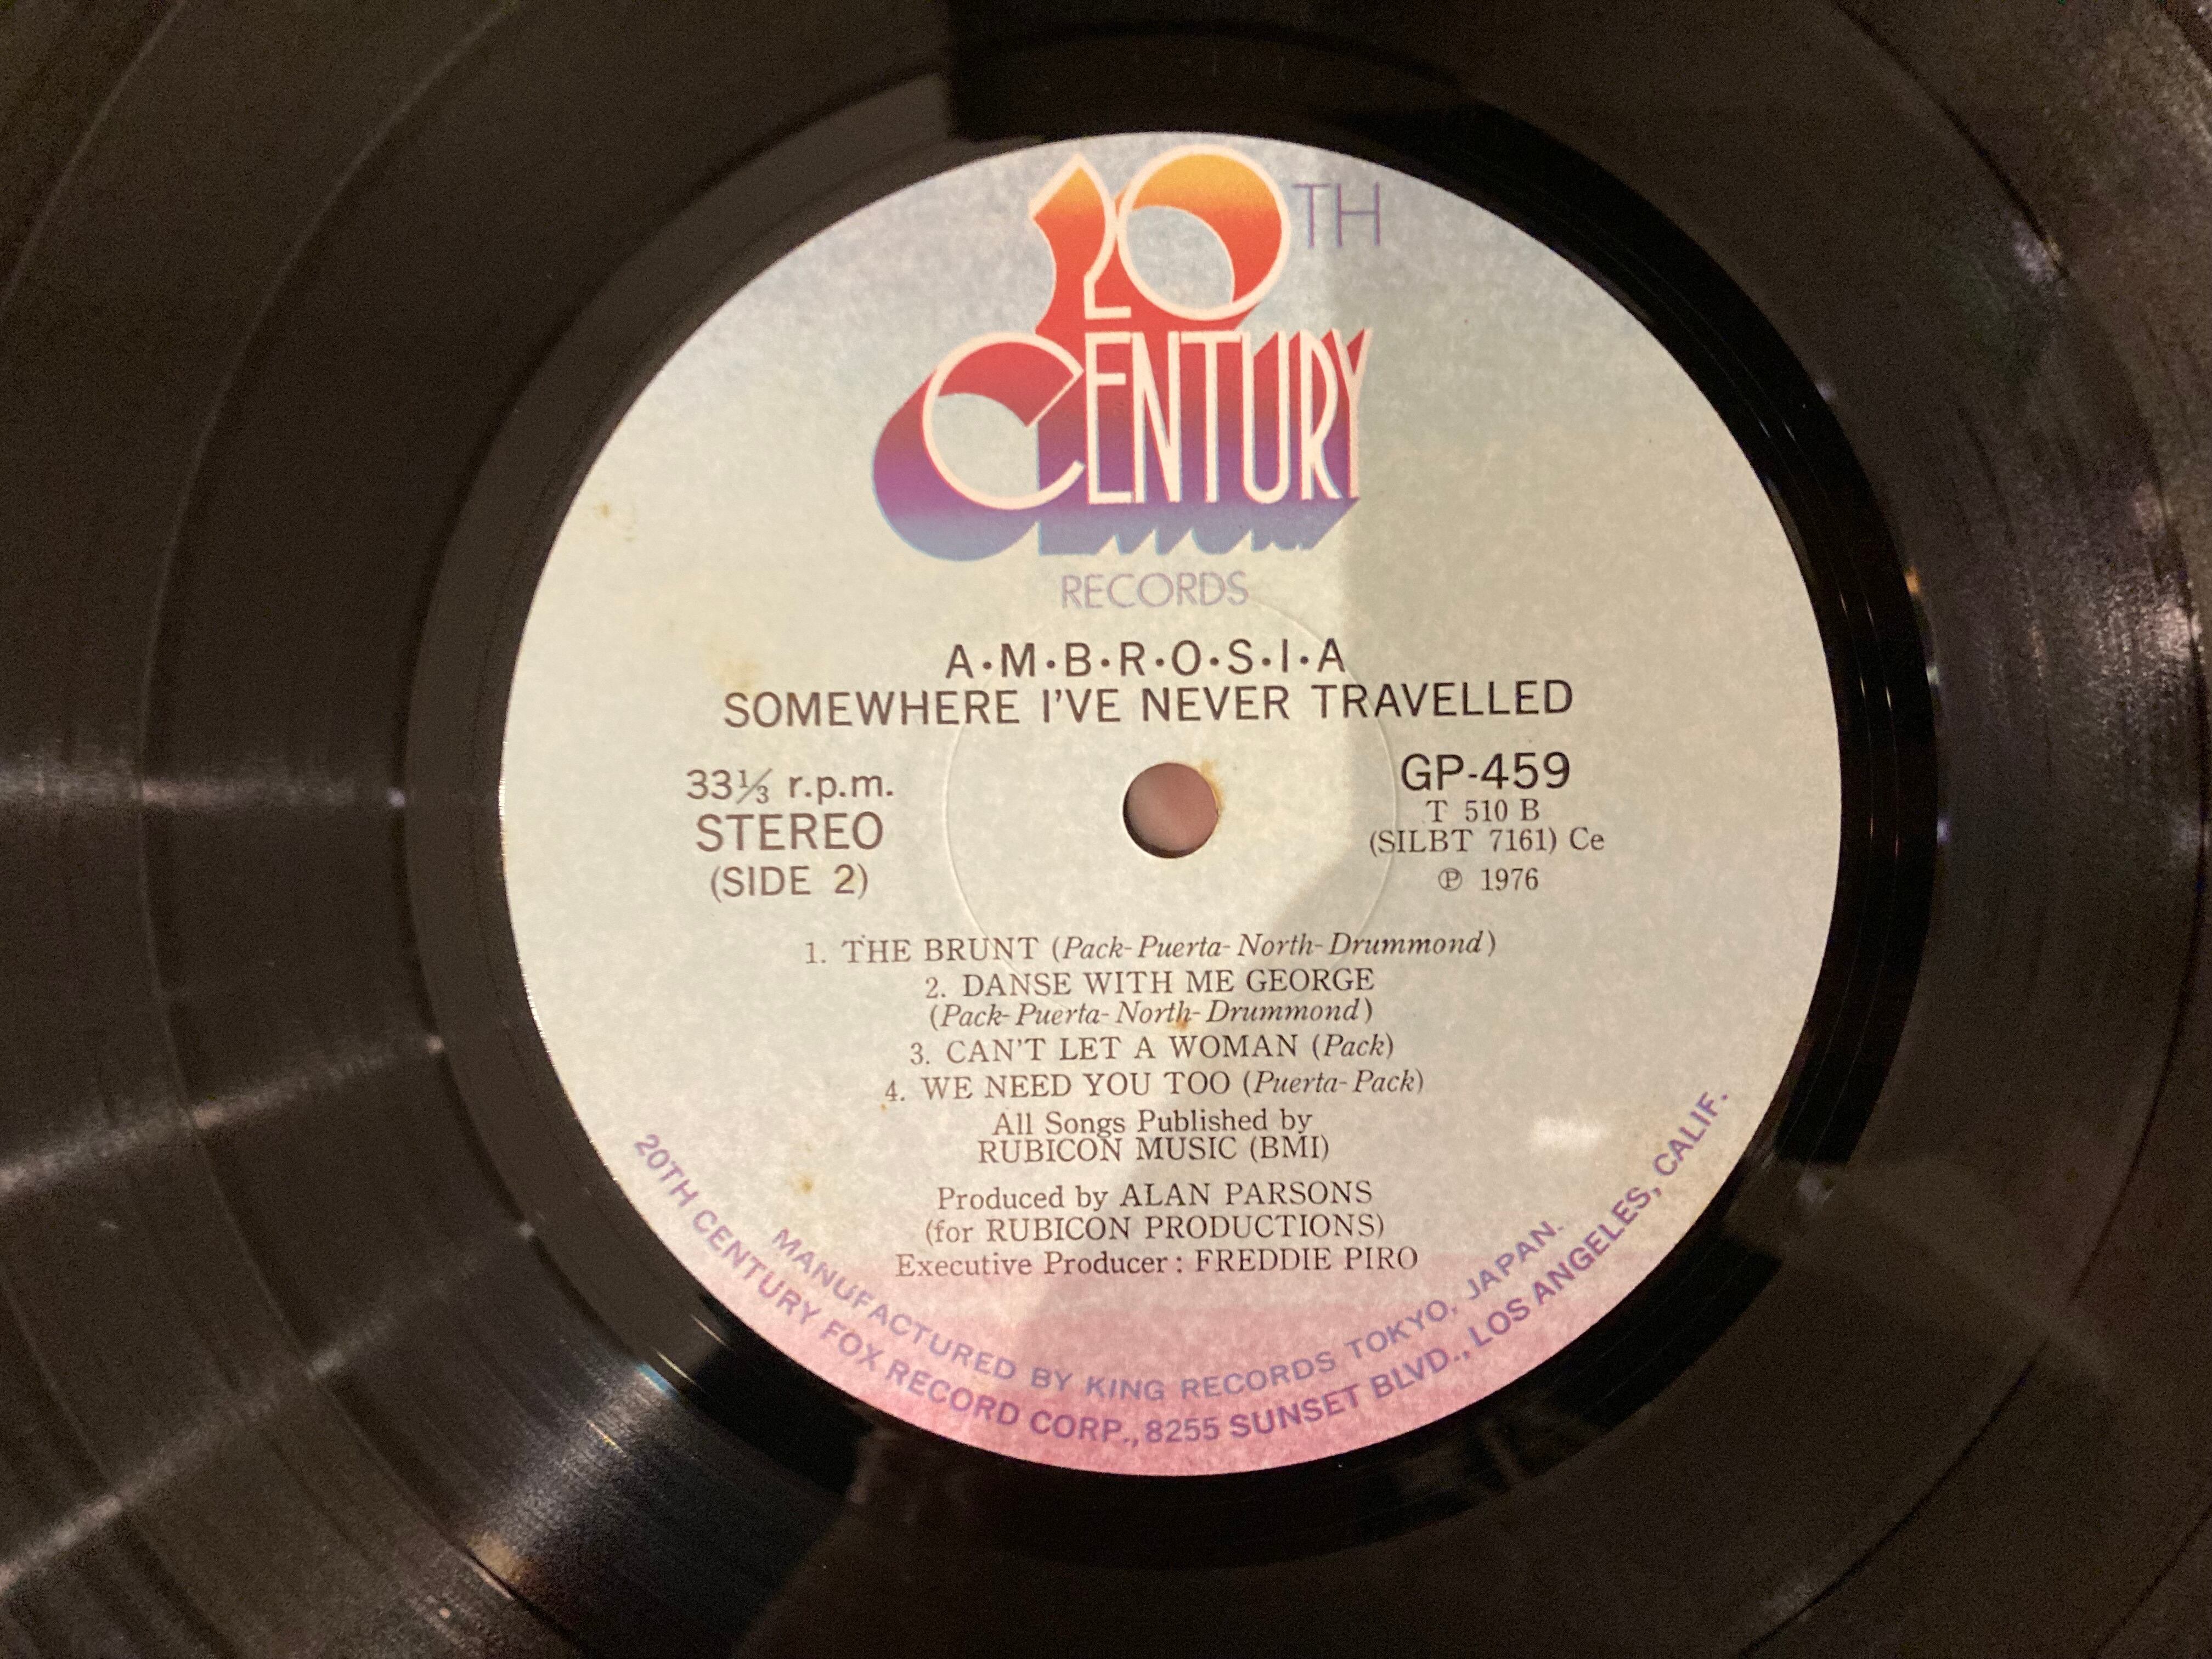 20TH
CENTURY
RECORDS
A·M·B·R·O·S·I·A
SOMEWHERE I'VE NEVER TRAVELLED
33⅓ r.p.m.
STEREO
(SIDE 2)
GP-459
T 510 B
(SILBT 7161) Ce
℗ 1976
1. THE BRUNT (Pack-Puerta-North-Drummond)
2. DANSE WITH ME GEORGE
(Pack-Puerta-North-Drummond)
3. CAN'T LET A WOMAN (Pack)
4. WE NEED YOU TOO (Puerta-Pack)
All Songs Published by
RUBICON MUSIC (BMI)
Produced by ALAN PARSONS
(for RUBICON PRODUCTIONS)
Executive Producer : FREDDIE PIRO
MANUFACTURED BY KING RECORDS TOKYO, JAPAN.
20TH CENTURY FOX RECORD CORP., 8255 SUNSET BLVD., LOS ANGELES, CALIF.